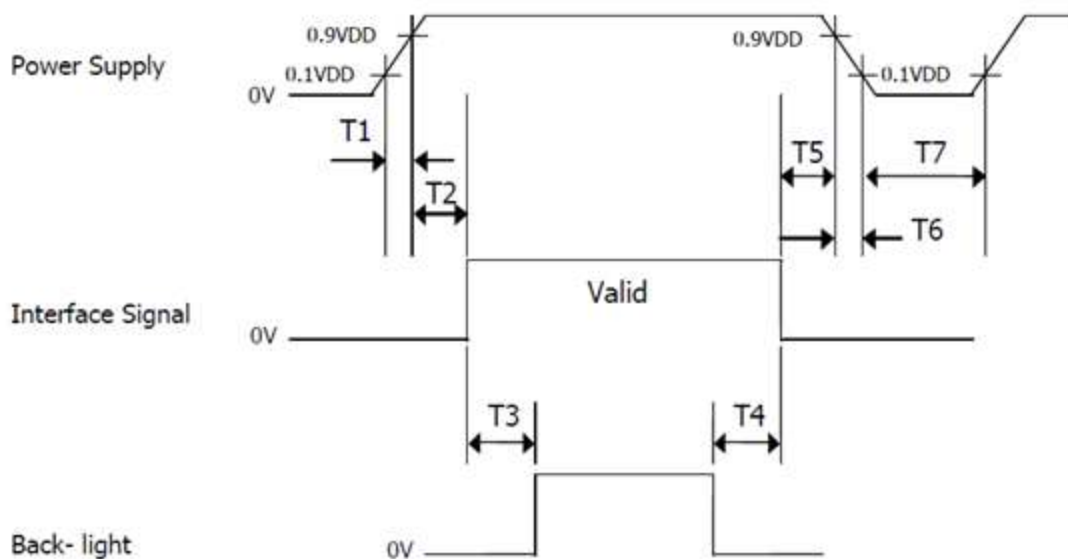 0.9VDD
0.9VDD
Power Supply
0.1VDD
0.1VDD
0V
T1
T5
T7
T2
T6
Valid
Interface Signal
0V
T3
T4
Back- light
0V